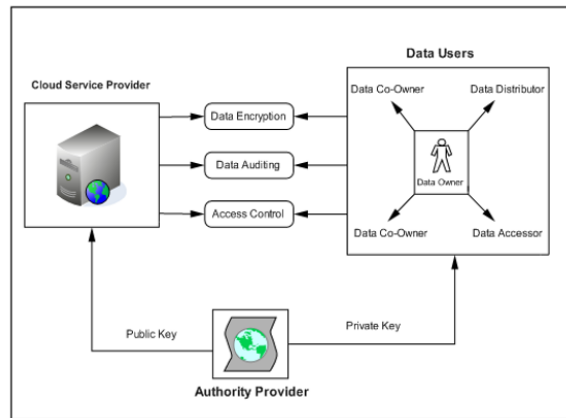 Data Users
Cloud Service Provider
Data Co-Owner
Data Distributor
Data Encryption
Data Auditing
Data Owner
Access Control
Data Co-Owner
Data Accessor
Public Key
Private Key
Authority Provider